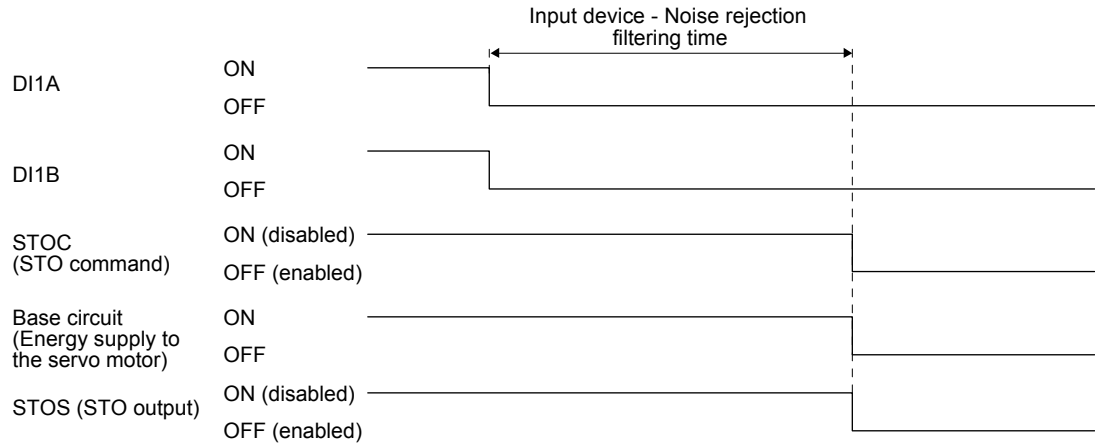 Input device - Noise rejection
filtering time
DI1A
ON
OFF
DI1B
ON
OFF
STOC
(STO command)
ON (disabled)
OFF (enabled)
Base circuit
(Energy supply to
the servo motor)
ON
OFF
STOS (STO output)
ON (disabled)
OFF (enabled)